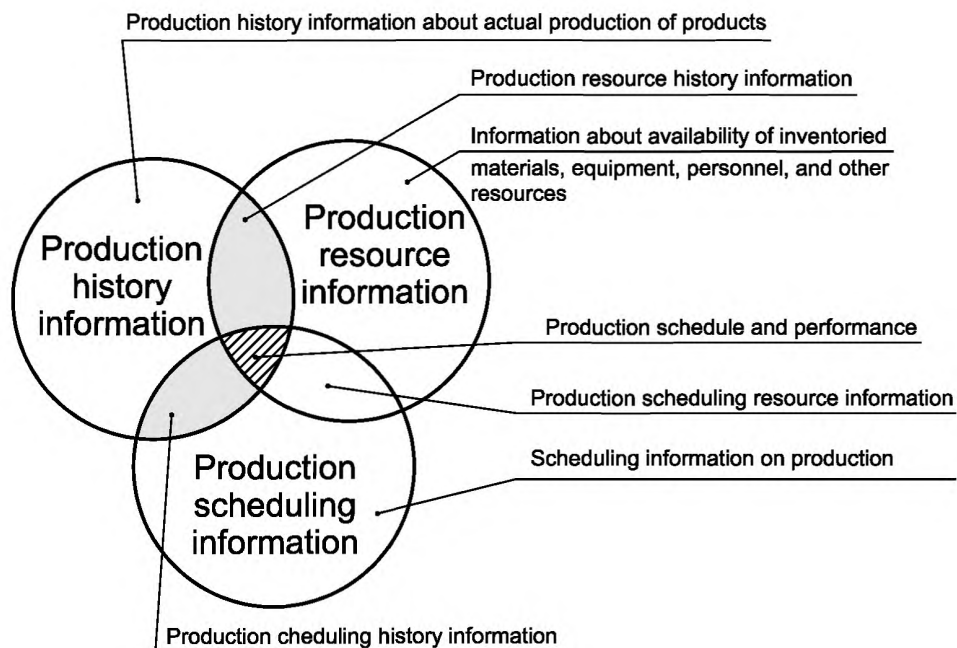 Production history information about actual production of products
Production resource history information
Information about availability of inventoried
materials, equipment, personnel, and other
resources
Production
history
information
Production
resource
information
Production schedule and performance
Production scheduling resource information
Production
scheduling
information
Scheduling information on production
Production cheduling history information